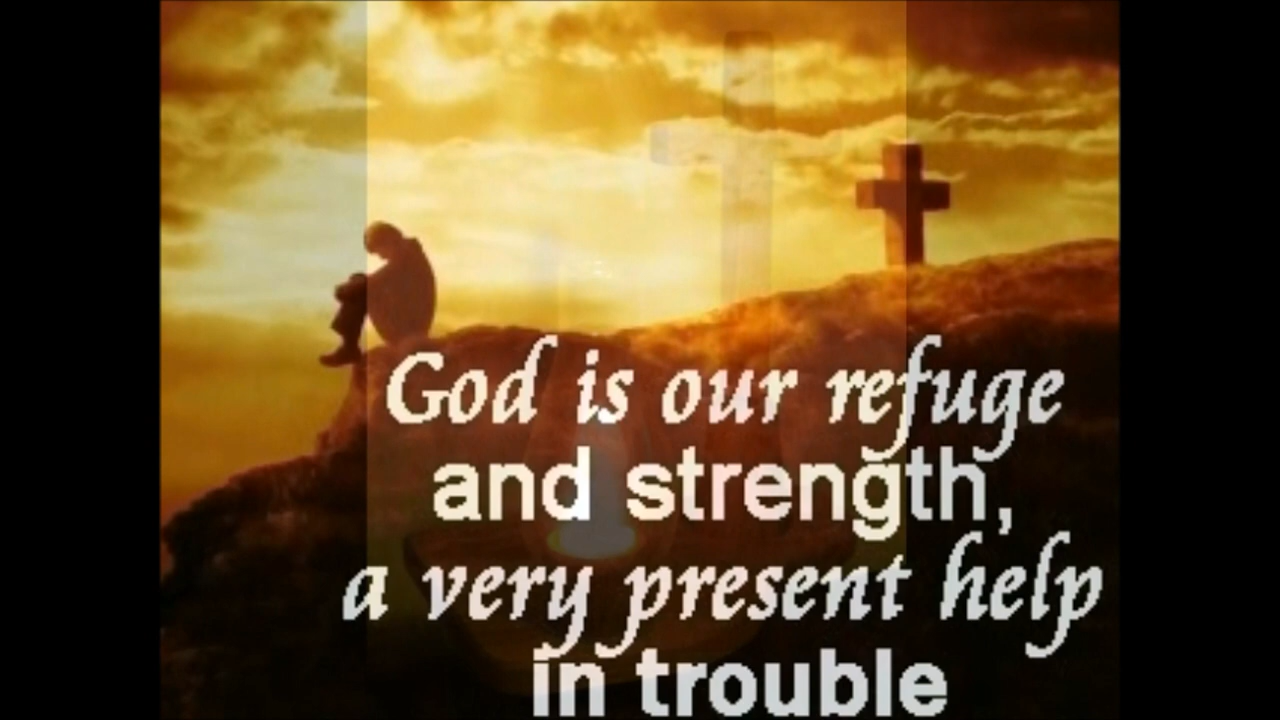 God is our refuge
and strength,
a very present help
in trouble